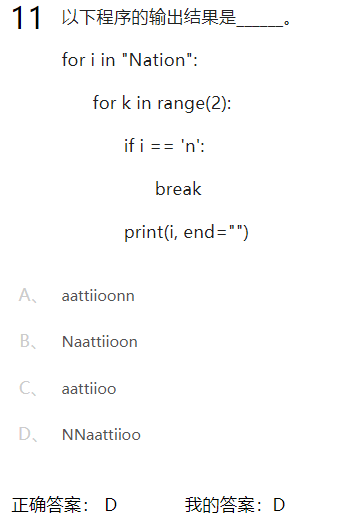 11 以下程序的输出结果是______。
for i in "Nation":
for k in range(2):
if i == 'n':
break
print(i, end="")
A、 aattiioonn
B、 Naattiioon
C、 aattiioo
D、 NNaattiioo
正确答案： D 我的答案：D